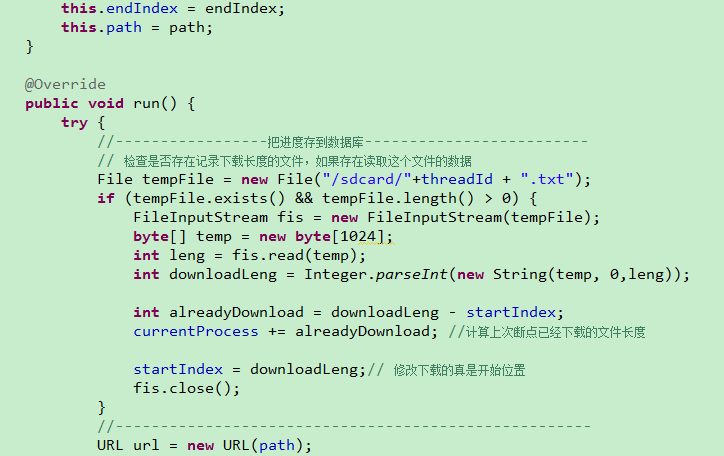 this.endIndex = endIndex;
this.path = path;
}
@Override
public void run() {
try {
//-----------------把进度存到数据库-------------------------
// 检查是否存在记录下载长度的文件，如果存在读取这个文件的数据
File tempFile = new File("/sdcard/"+threadId + ".txt");
if (tempFile.exists() && tempFile.length() > 0) {
FileInputStream fis = new FileInputStream(tempFile);
byte[] temp = new byte[1024];
int leng = fis.read(temp);
int downloadLeng = Integer.parseInt(new String(temp, 0,leng));
int alreadyDownload = downloadLeng - startIndex;
currentProcess += alreadyDownload; //计算上次断点已经下载的文件长度
startIndex = downloadLeng;// 修改下载的真是开始位置
fis.close();
}
//-----------------------------------------------------
URL url = new URL(path);